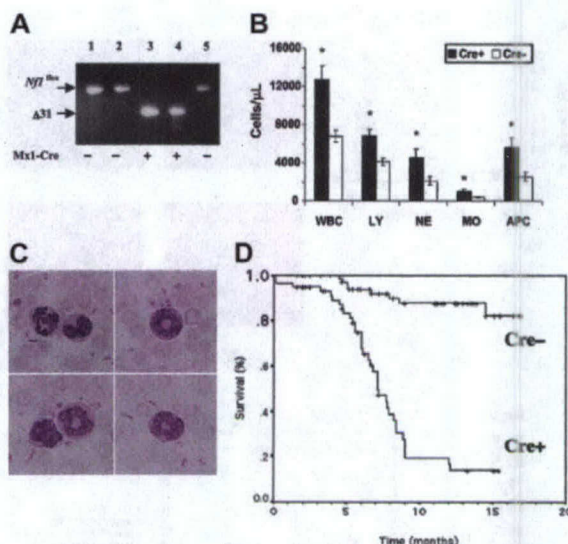 A
1 2 3 4 5
Nf1 flox
Δ31
Mx1-Cre − − + + −
B
Cells/µL
16000
12000
8000
4000
0
Cre+ Cre-
* * * * *
WBC LY NE MO APC
C
D
Survival (%)
1.0
.8
.6
.4
.2
0.0
Cre−
Cre+
0 5 10 15 20
Time (months)